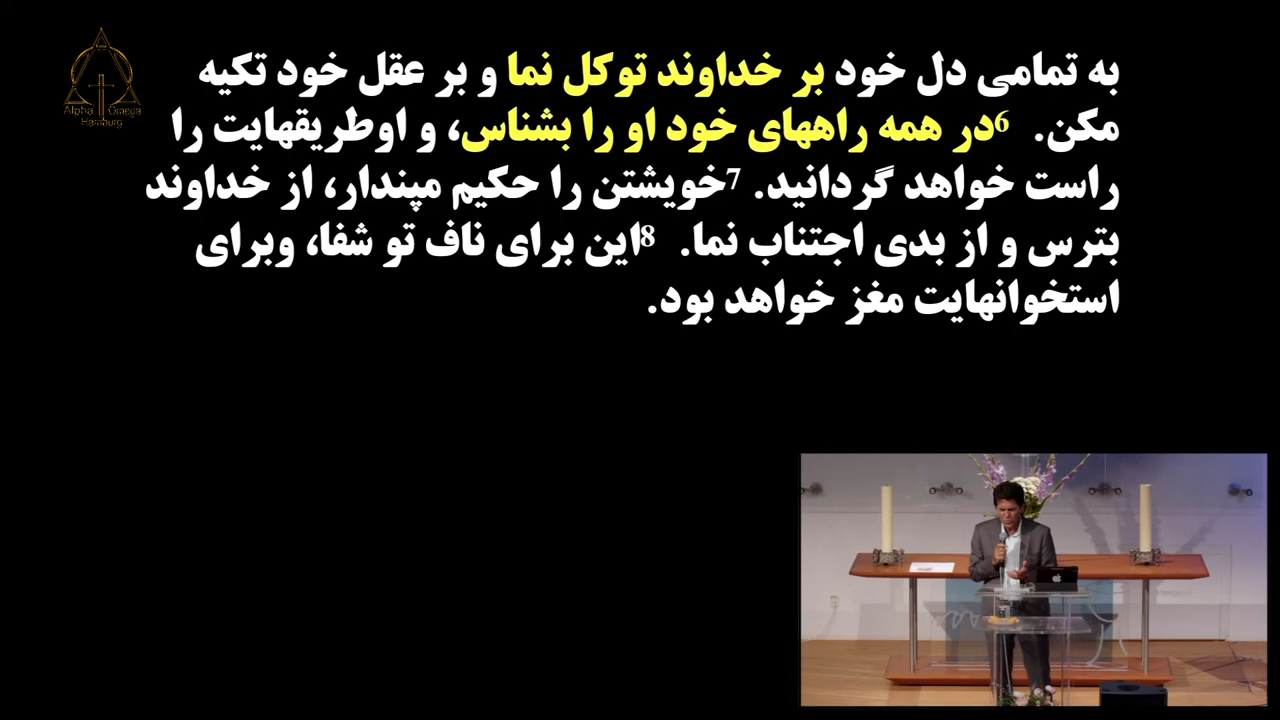 Alpha Omega
Hamburg
به تمامی دل خود بر خداوند توکل نما و بر عقل خود تکیه
مکن. 6در همه راههای خود او را بشناس، و اوطریقهایت را
راست خواهد گردانید. 7خویشتن را حکیم مپندار، از خداوند
بترس و از بدی اجتناب نما. 8این برای ناف تو شفا، وبرای
استخوانهایت مغز خواهد بود.